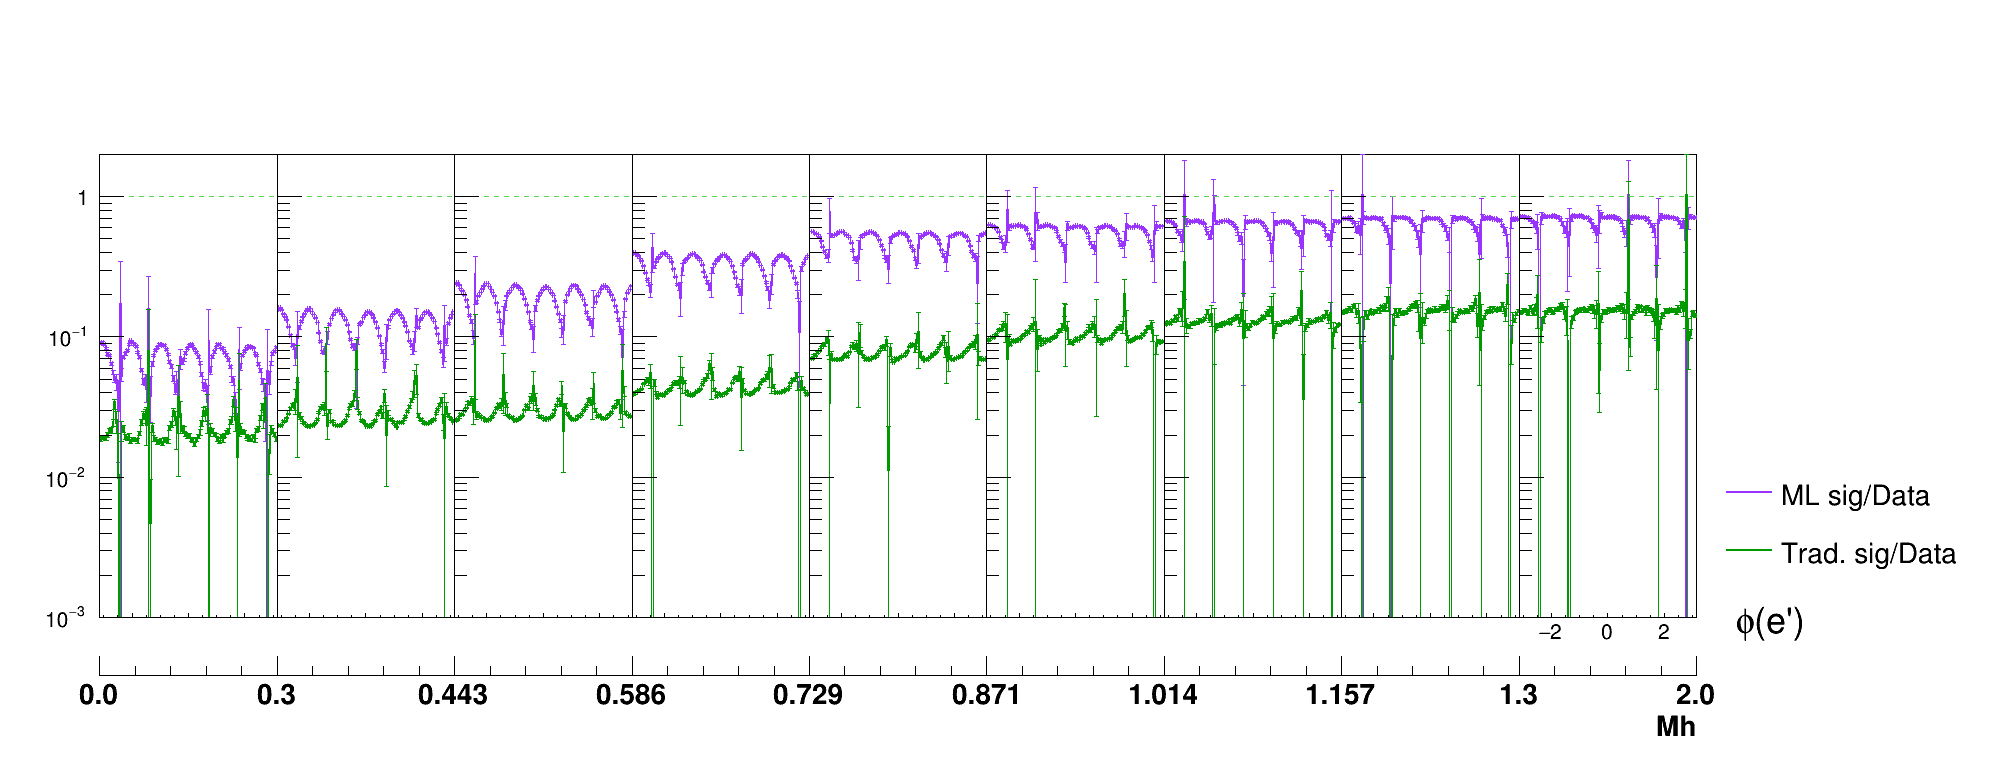 1
10⁻¹
10⁻²
10⁻³
ML sig/Data
Trad. sig/Data
−2 0 2
ϕ(e')
0.0 0.3 0.443 0.586 0.729 0.871 1.014 1.157 1.3 2.0
Mh